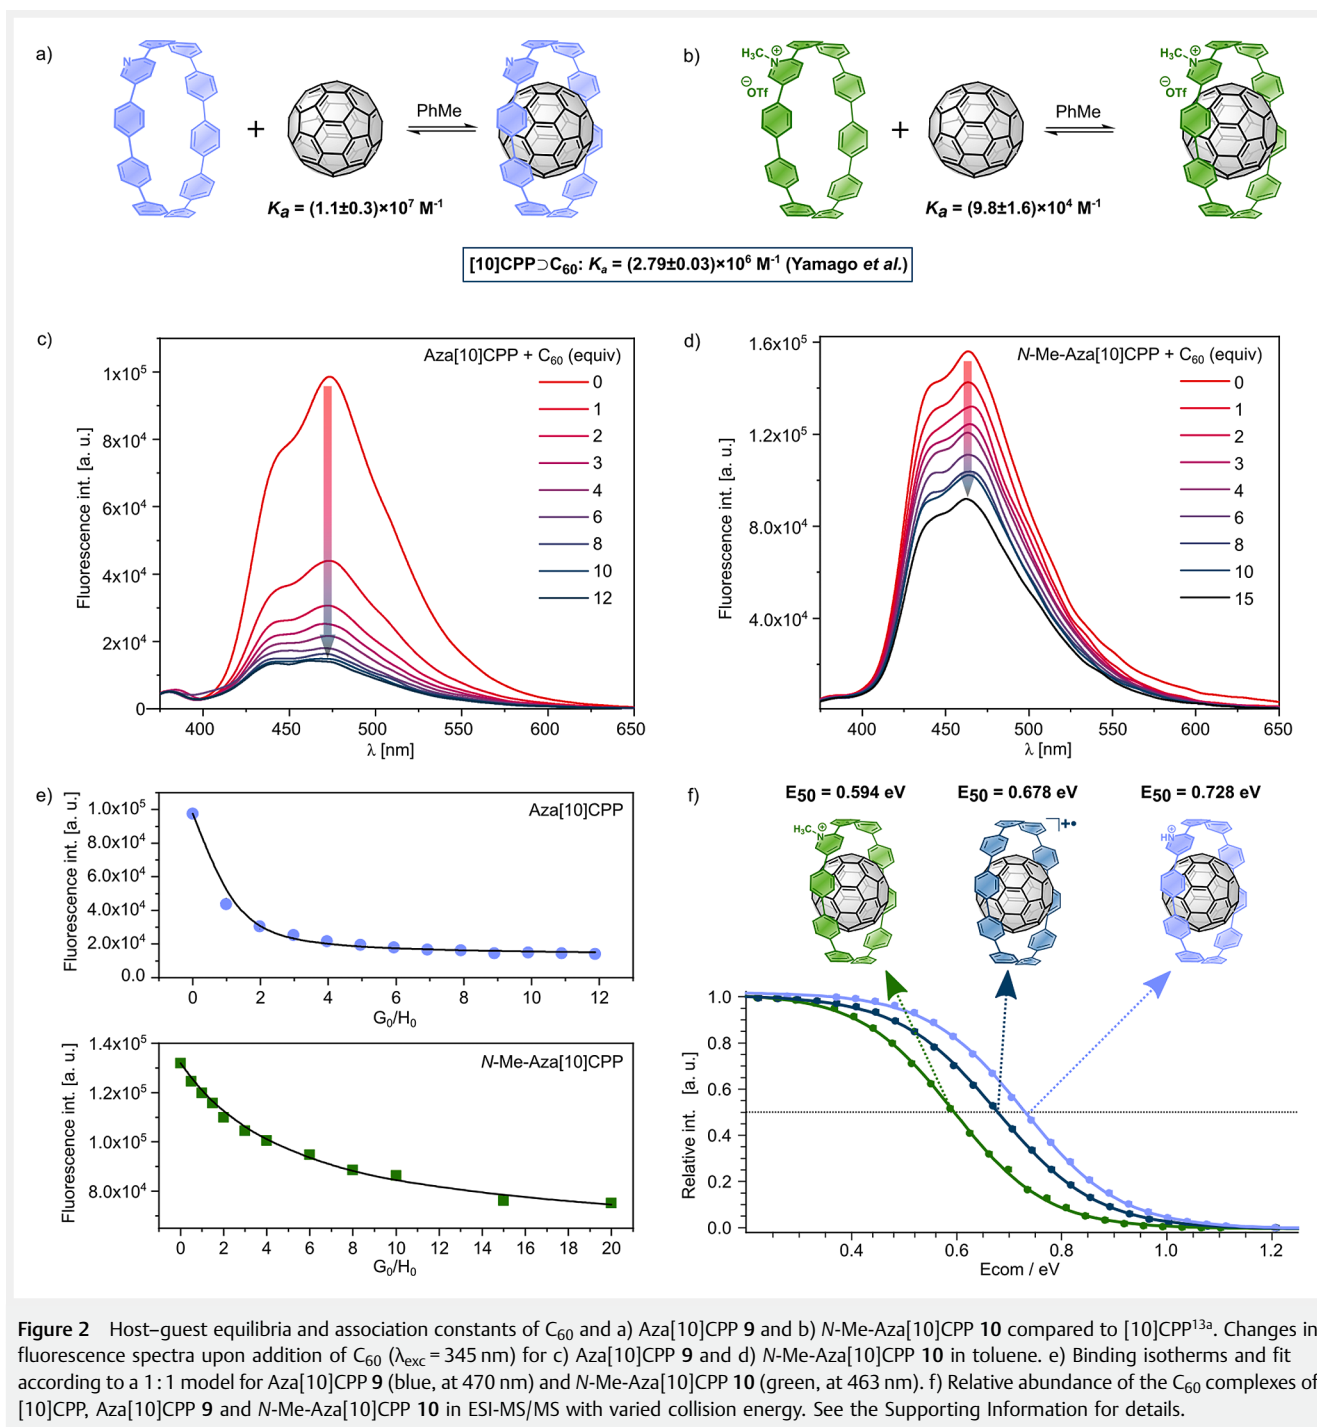 a)
N
+
PhMe
N
Kₐ = (1.1±0.3)×10⁷ M⁻¹
b)
H₃C
N⁺
⊖OTf
+
PhMe
H₃C
N⁺
⊖OTf
Kₐ = (9.8±1.6)×10⁴ M⁻¹
[10]CPP⊃C₆₀: Kₐ = (2.79±0.03)×10⁶ M⁻¹ (Yamago et al.)
c)
Aza[10]CPP + C₆₀ (equiv)
0
1
2
3
4
6
8
10
12
Fluorescence int. [a. u.]
1x10⁵
8x10⁴
6x10⁴
4x10⁴
2x10⁴
0
400 450 500 550 600 650
λ [nm]
d)
N-Me-Aza[10]CPP + C₆₀ (equiv)
0
1
2
3
4
6
8
10
15
Fluorescence int. [a. u.]
1.6x10⁵
1.2x10⁵
8.0x10⁴
4.0x10⁴
400 450 500 550 600 650
λ [nm]
e)
Aza[10]CPP
Fluorescence int. [a. u.]
1.0x10⁵
8.0x10⁴
6.0x10⁴
4.0x10⁴
2.0x10⁴
0.0
0 2 4 6 8 10 12
G₀/H₀
N-Me-Aza[10]CPP
Fluorescence int. [a. u.]
1.4x10⁵
1.2x10⁵
1.0x10⁵
8.0x10⁴
0 2 4 6 8 10 12 14 16 18 20
G₀/H₀
f)
E₅₀ = 0.594 eV E₅₀ = 0.678 eV E₅₀ = 0.728 eV
H₃C
N⁺
+•
HN⁺
Relative int. [a. u.]
1.0
0.8
0.6
0.4
0.2
0.0
0.4 0.6 0.8 1.0 1.2
Ecom / eV
Figure 2 Host–guest equilibria and association constants of C₆₀ and a) Aza[10]CPP 9 and b) N-Me-Aza[10]CPP 10 compared to [10]CPP¹³ᵃ. Changes in
fluorescence spectra upon addition of C₆₀ (λₑₓ꜀ = 345 nm) for c) Aza[10]CPP 9 and d) N-Me-Aza[10]CPP 10 in toluene. e) Binding isotherms and fit
according to a 1:1 model for Aza[10]CPP 9 (blue, at 470 nm) and N-Me-Aza[10]CPP 10 (green, at 463 nm). f) Relative abundance of the C₆₀ complexes of
[10]CPP, Aza[10]CPP 9 and N-Me-Aza[10]CPP 10 in ESI-MS/MS with varied collision energy. See the Supporting Information for details.